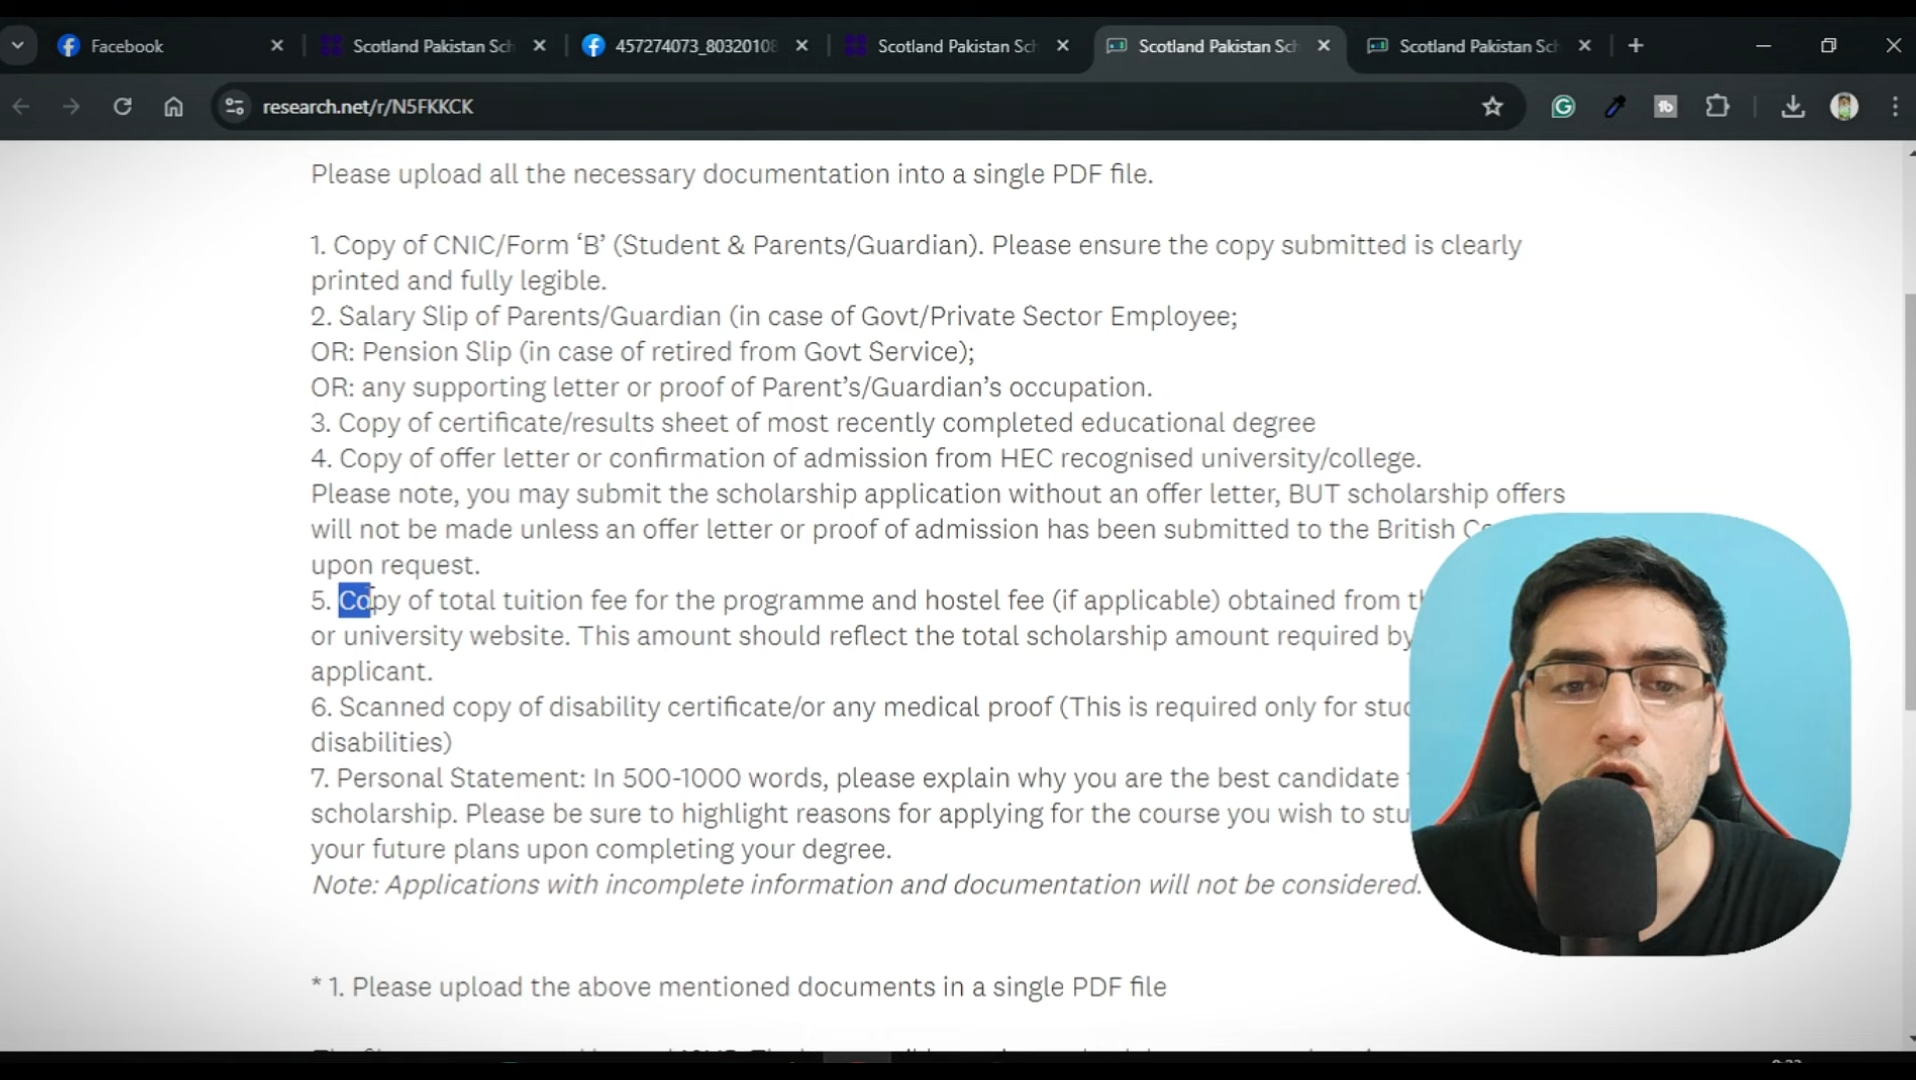 Facebook
Scotland Pakistan Sch
457274073_8032010
Scotland Pakistan Sch
Scotland Pakistan Sch
Scotland Pakistan Sch
research.net/r/N5FKKCK
Please upload all the necessary documentation into a single PDF file.
1. Copy of CNIC/Form ‘B’ (Student & Parents/Guardian). Please ensure the copy submitted is clearly
printed and fully legible.
2. Salary Slip of Parents/Guardian (in case of Govt/Private Sector Employee;
OR: Pension Slip (in case of retired from Govt Service);
OR: any supporting letter or proof of Parent’s/Guardian’s occupation.
3. Copy of certificate/results sheet of most recently completed educational degree
4. Copy of offer letter or confirmation of admission from HEC recognised university/college.
Please note, you may submit the scholarship application without an offer letter, BUT scholarship offers
will not be made unless an offer letter or proof of admission has been submitted to the British
upon request.
5. Copy of total tuition fee for the programme and hostel fee (if applicable) obtained from
or university website. This amount should reflect the total scholarship amount required by
applicant.
6. Scanned copy of disability certificate/or any medical proof (This is required only for
disabilities)
7. Personal Statement: In 500-1000 words, please explain why you are the best candidate
scholarship. Please be sure to highlight reasons for applying for the course you wish to
your future plans upon completing your degree.
Note: Applications with incomplete information and documentation will not be considered.
* 1. Please upload the above mentioned documents in a single PDF file